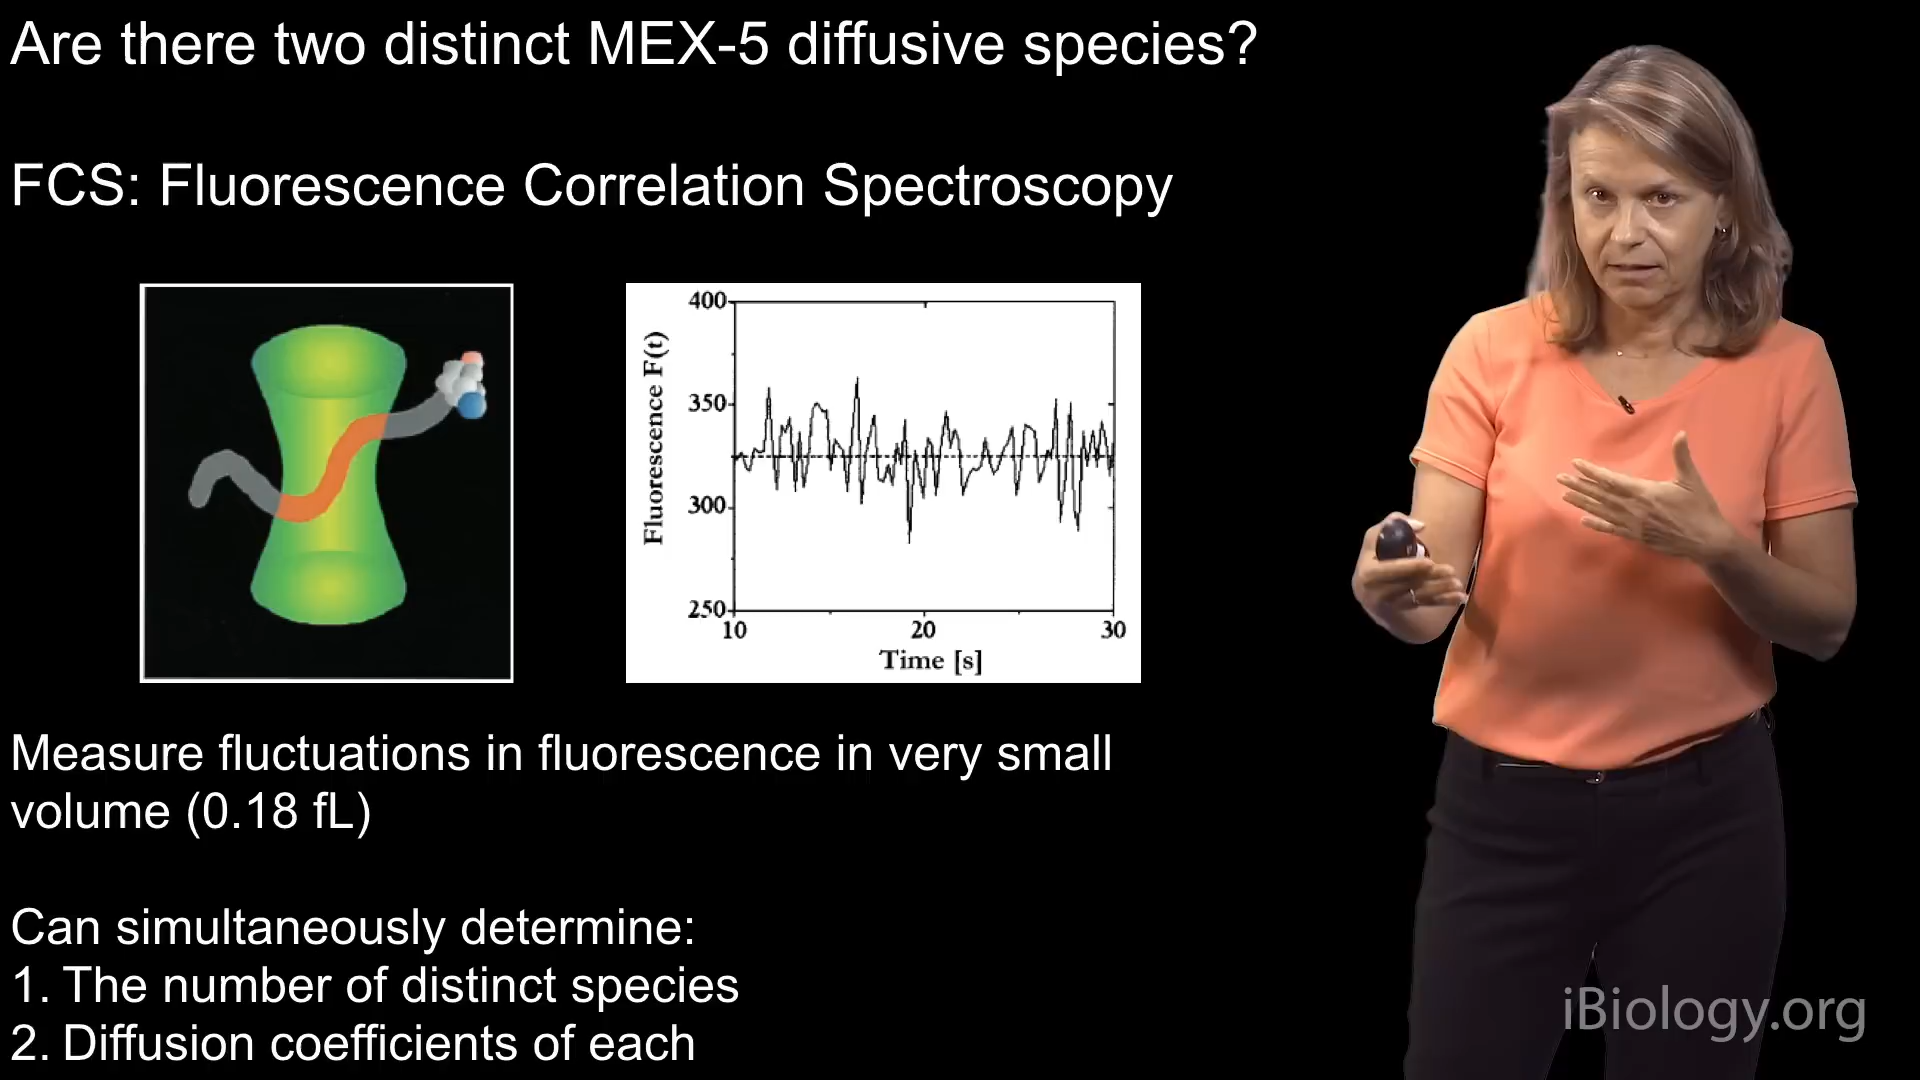 Are there two distinct MEX-5 diffusive species?
FCS: Fluorescence Correlation Spectroscopy
400
350
300
250
Fluorescence F(t)
10 20 30
Time [s]
Measure fluctuations in fluorescence in very small
volume (0.18 fL)
Can simultaneously determine:
1. The number of distinct species
2. Diffusion coefficients of each
iBiology.org